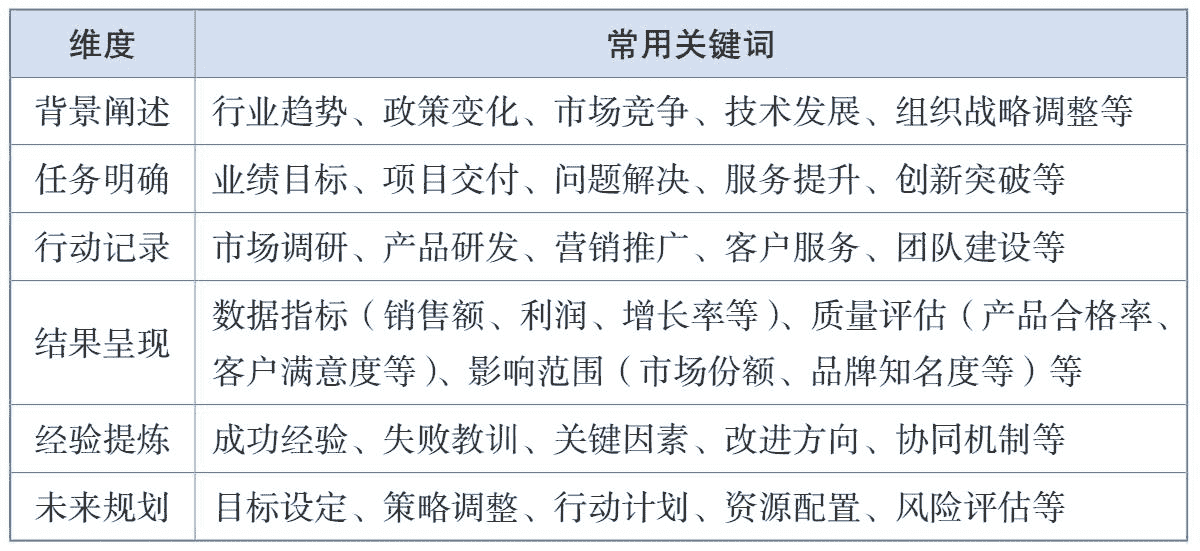 维度 常用关键词
背景阐述 行业趋势、政策变化、市场竞争、技术发展、组织战略调整等
任务明确 业绩目标、项目交付、问题解决、服务提升、创新突破等
行动记录 市场调研、产品研发、营销推广、客户服务、团队建设等
结果呈现 数据指标（销售额、利润、增长率等）、质量评估（产品合格率、
客户满意度等）、影响范围（市场份额、品牌知名度等）等
经验提炼 成功经验、失败教训、关键因素、改进方向、协同机制等
未来规划 目标设定、策略调整、行动计划、资源配置、风险评估等